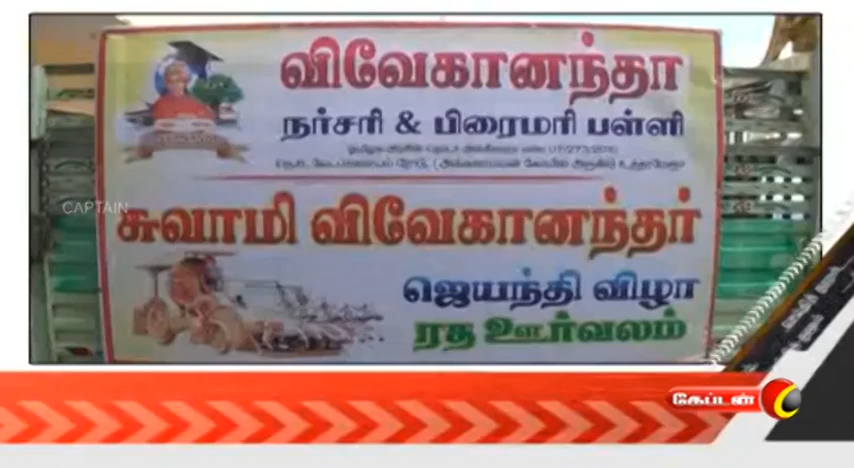 விவேகானந்தா
நர்சரி & பிரைமரி பள்ளி
சுவாமி விவேகானந்தர்
ஜெயந்தி விழா
ரத ஊர்வலம்
CAPTAIN
கேப்டன்